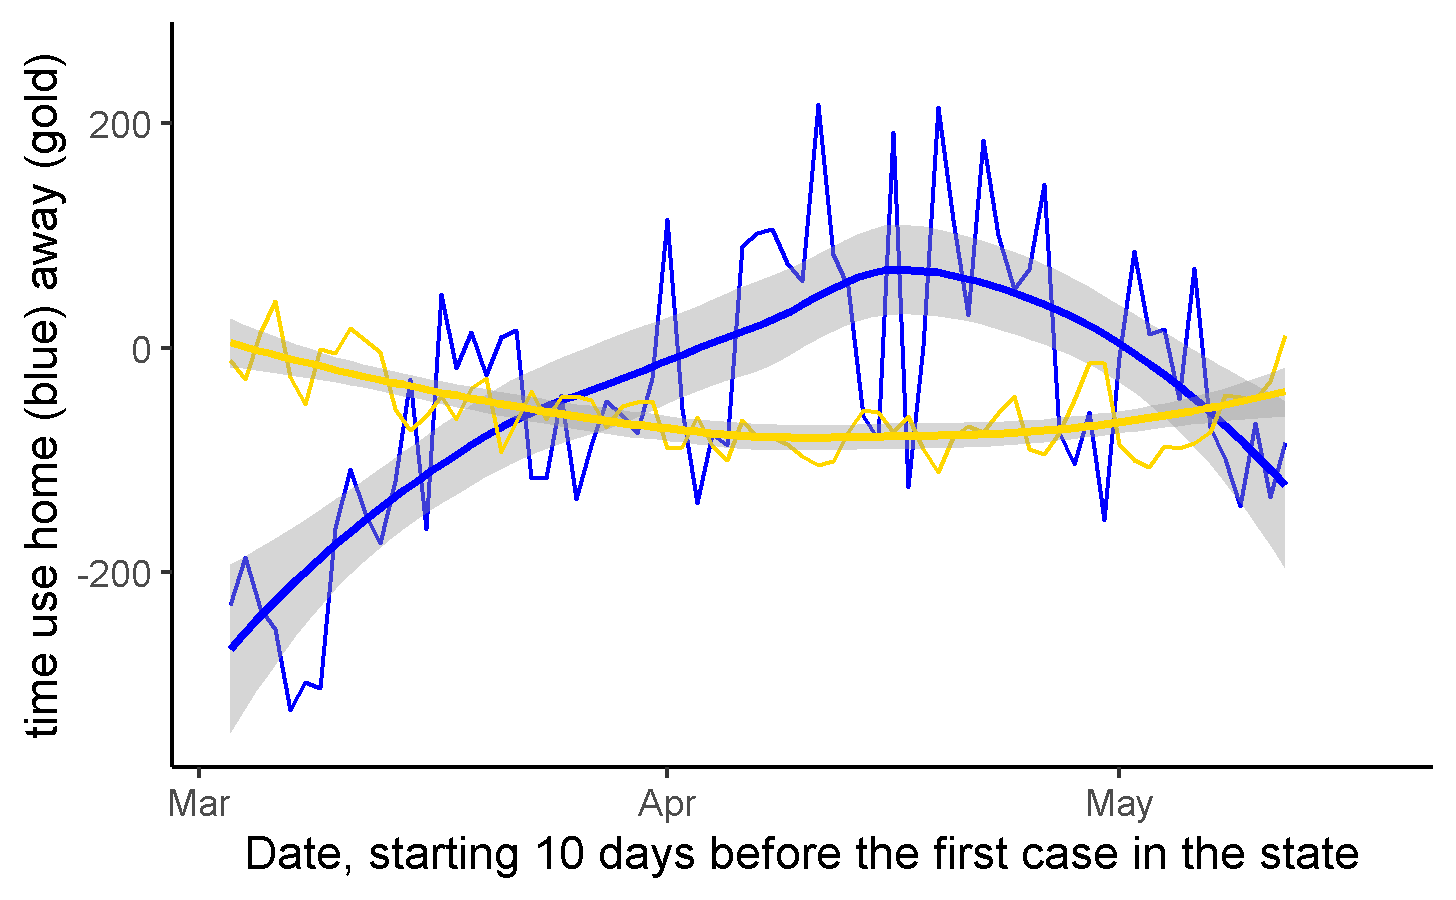 time use home (blue) away (gold)
200
0
-200
Mar
Apr
May
Date, starting 10 days before the first case in the state